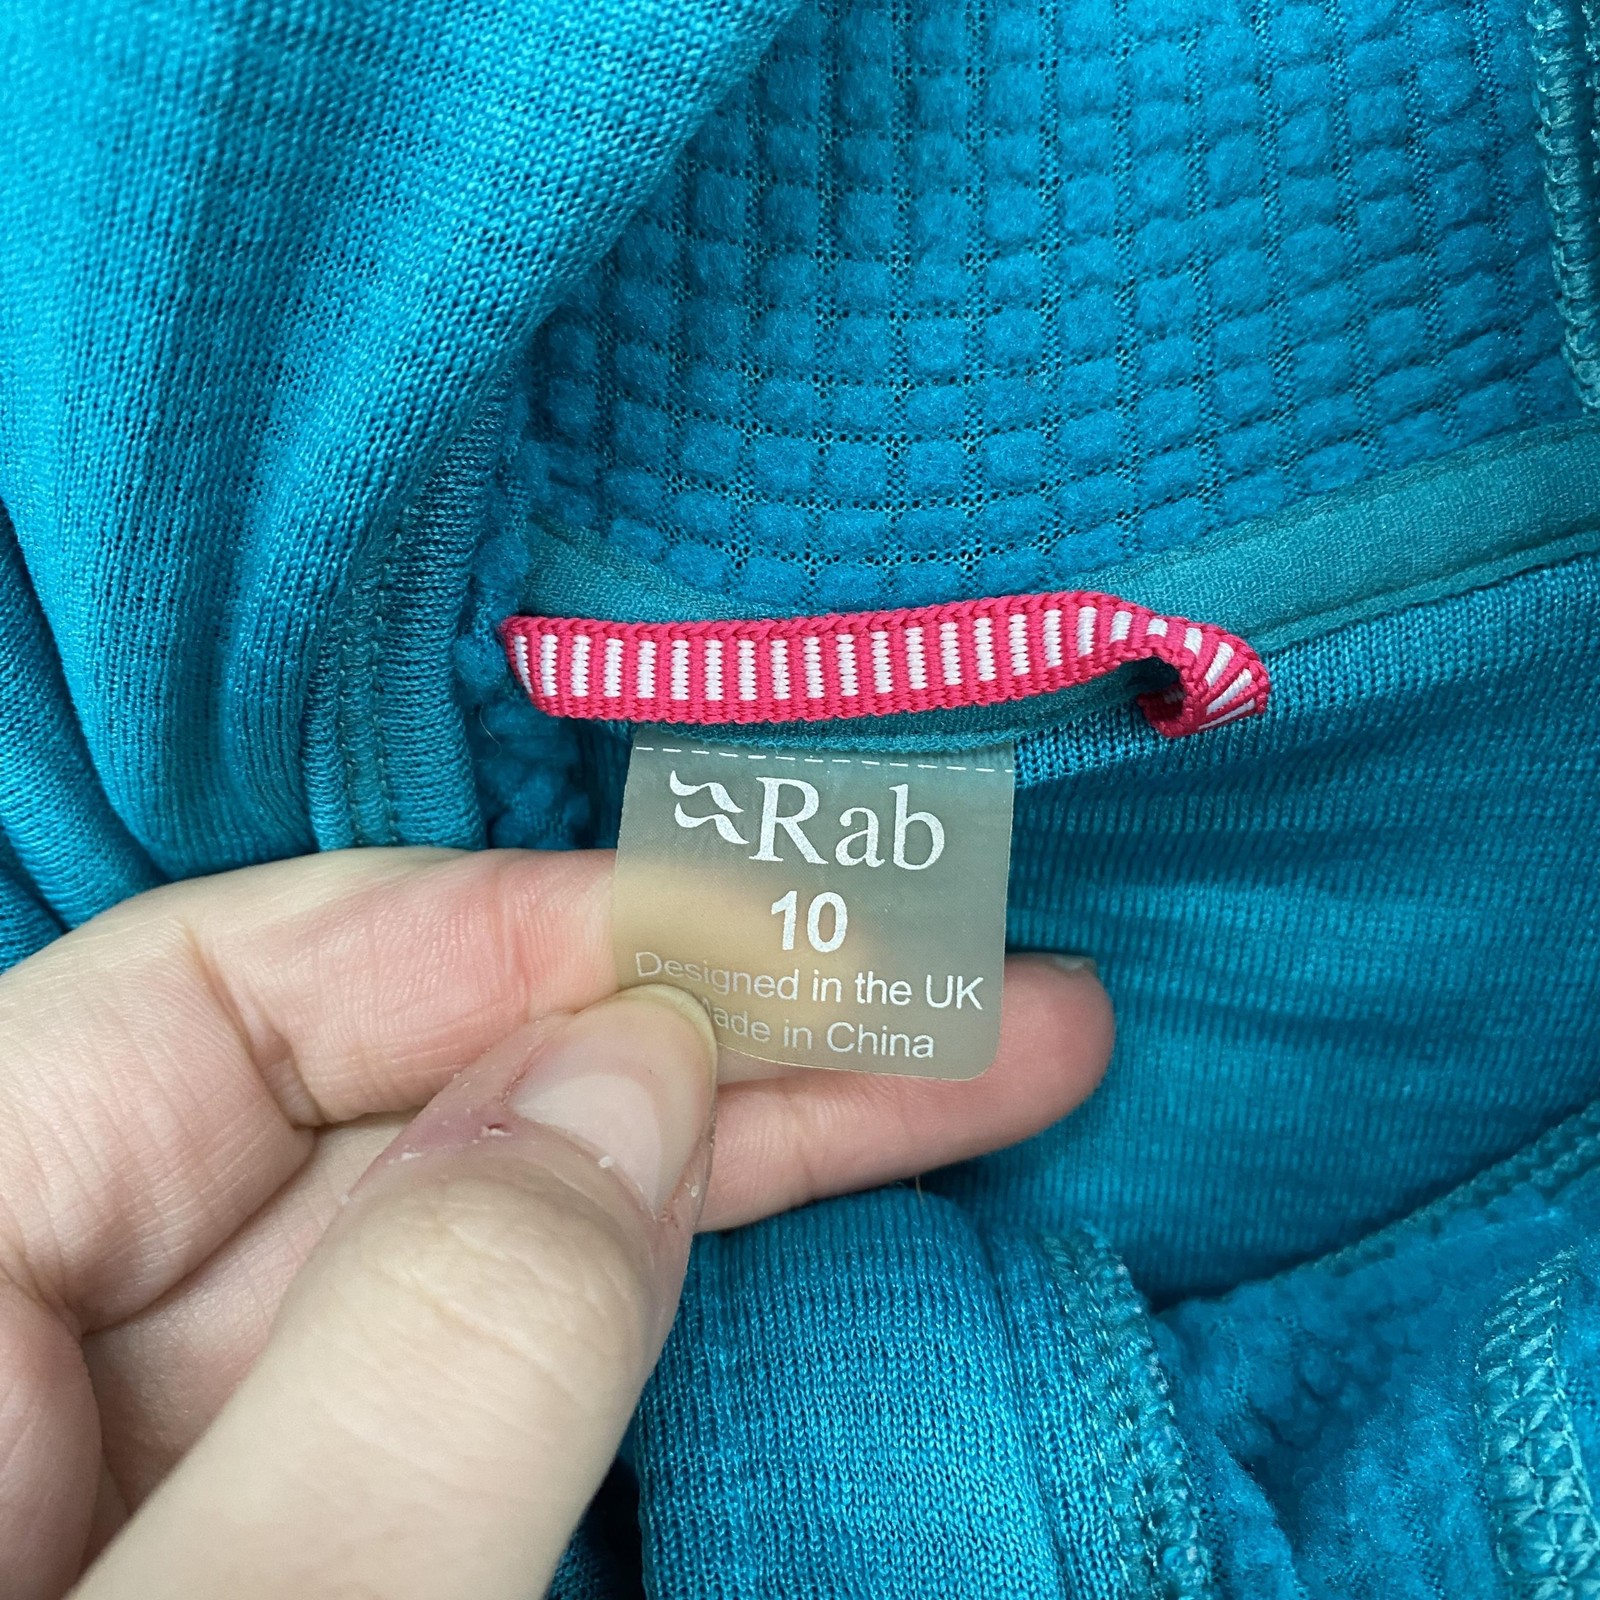 Rab
10
Designed in the UK
Made in China